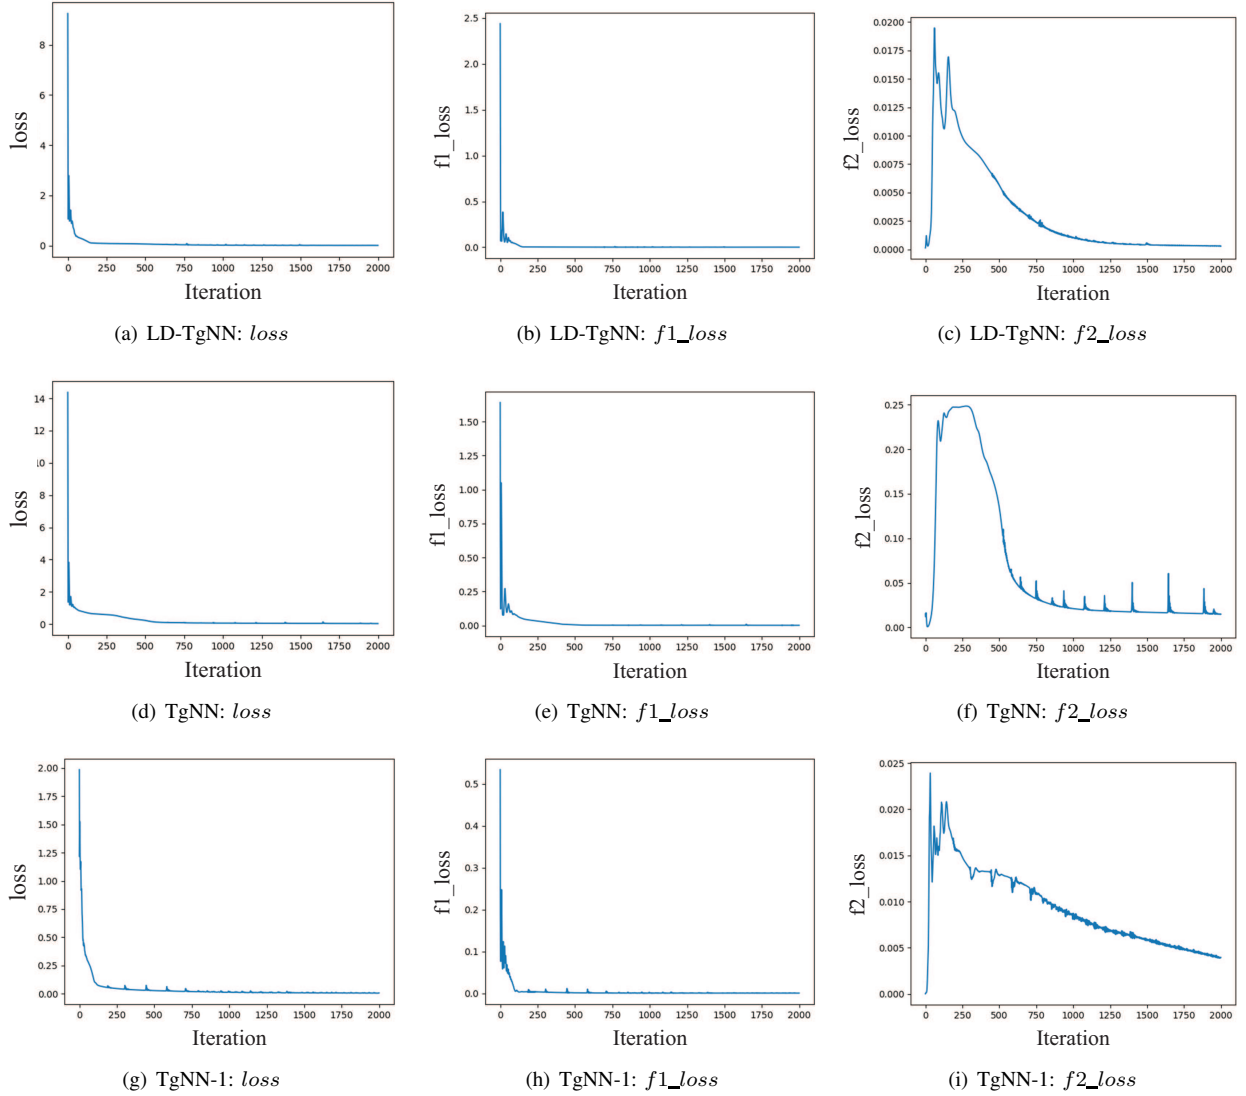 8
6
4
2
0
loss
0 250 500 750 1000 1250 1500 1750 2000
Iteration
(a) LD-TgNN: loss
2.5
2.0
1.5
1.0
0.5
0.0
f1_loss
0 250 500 750 1000 1250 1500 1750 2000
Iteration
(b) LD-TgNN: f1_loss
0.0200
0.0175
0.0150
0.0125
0.0100
0.0075
0.0050
0.0025
0.0000
f2_loss
0 250 500 750 1000 1250 1500 1750 2000
Iteration
(c) LD-TgNN: f2_loss
14
12
10
8
6
4
2
0
loss
0 250 500 750 1000 1250 1500 1750 2000
Iteration
(d) TgNN: loss
1.50
1.25
1.00
0.75
0.50
0.25
0.00
f1_loss
0 250 500 750 1000 1250 1500 1750 2000
Iteration
(e) TgNN: f1_loss
0.25
0.20
0.15
0.10
0.05
0.00
f2_loss
0 250 500 750 1000 1250 1500 1750 2000
Iteration
(f) TgNN: f2_loss
2.00
1.75
1.50
1.25
1.00
0.75
0.50
0.25
0.00
loss
0 250 500 750 1000 1250 1500 1750 2000
Iteration
(g) TgNN-1: loss
0.5
0.4
0.3
0.2
0.1
0.0
f1_loss
0 250 500 750 1000 1250 1500 1750 2000
Iteration
(h) TgNN-1: f1_loss
0.025
0.020
0.015
0.010
0.005
0.000
f2_loss
0 250 500 750 1000 1250 1500 1750 2000
Iteration
(i) TgNN-1: f2_loss